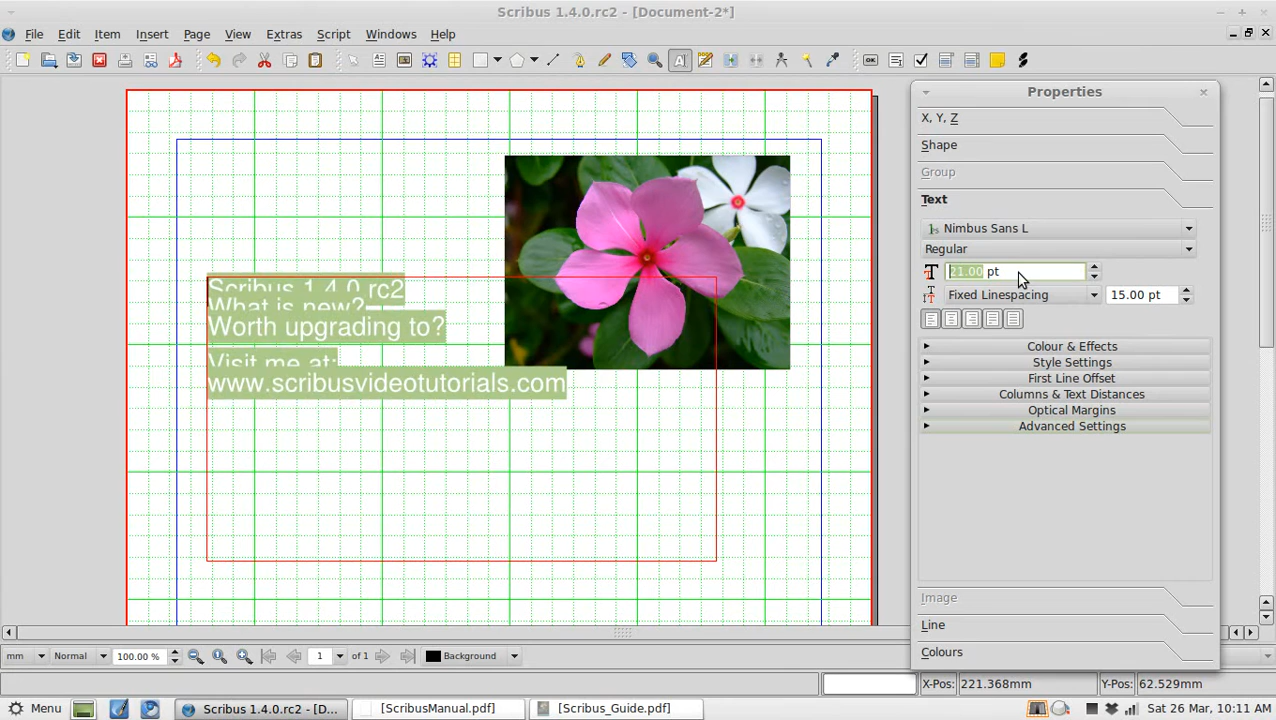 Scribus 1.4.0.rc2 - [Document-2*]
File Edit Item Insert Page View Extras Script Windows Help
OK
Properties
X, Y, Z
Shape
Group
Text
Nimbus Sans L
Regular
21.00 pt
Fixed Linespacing 15.00 pt
Colour & Effects
Style Settings
First Line Offset
Columns & Text Distances
Optical Margins
Advanced Settings
Image
Line
Colours
Scribus 1.4.0 rc2
What is new?
Worth upgrading to?
Visit me at:
www.scribusvideotutorials.com
mm Normal 100.00 % 1 of 1 Background
X-Pos: 221.368mm Y-Pos: 62.529mm
Menu Scribus 1.4.0.rc2 - [D... [ScribusManual.pdf] [Scribus_Guide.pdf] Sat 26 Mar, 10:11 AM